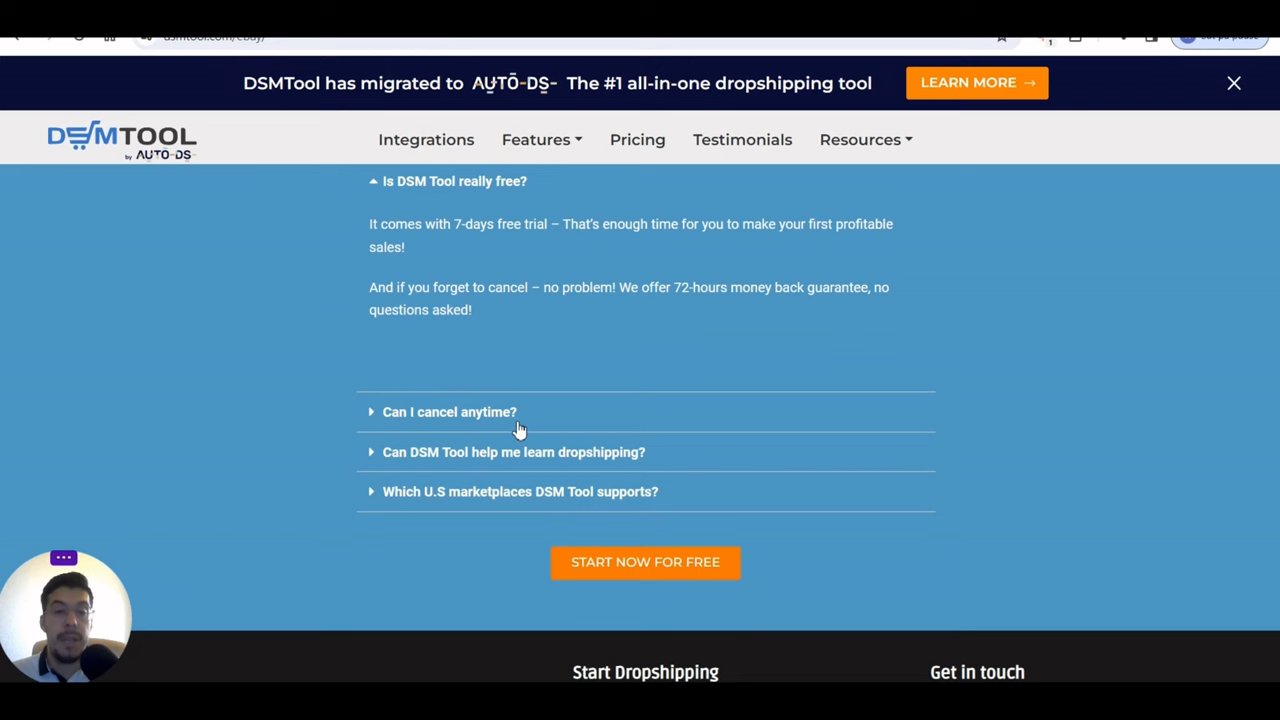 dsmtool.com/ebay/
1
DSMTool has migrated to AUTO-DS- The #1 all-in-one dropshipping tool
LEARN MORE →
DSMTOOL
by AUTO-DS-
Integrations
Features
Pricing
Testimonials
Resources
Is DSM Tool really free?
It comes with 7-days free trial – That's enough time for you to make your first profitable
sales!
And if you forget to cancel – no problem! We offer 72-hours money back guarantee, no
questions asked!
Can I cancel anytime?
Can DSM Tool help me learn dropshipping?
Which U.S marketplaces DSM Tool supports?
START NOW FOR FREE
Start Dropshipping
Get in touch